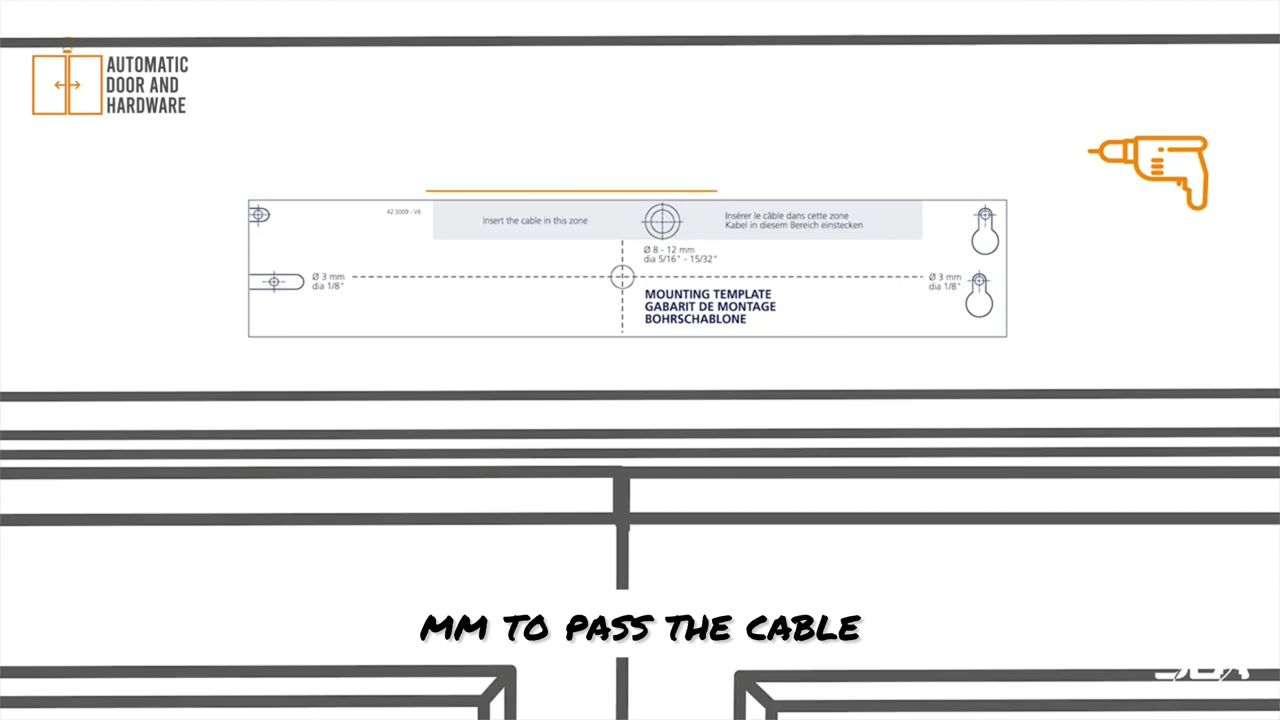 AUTOMATIC
DOOR AND
HARDWARE
42.5009 - V6
Insert the cable in this zone
Insérer le câble dans cette zone
Kabel in diesem Bereich einstecken
Ø 8 - 12 mm
dia 5/16" - 15/32"
Ø 3 mm
dia 1/8"
Ø 3 mm
dia 1/8"
MOUNTING TEMPLATE
GABARIT DE MONTAGE
BOHRSCHABLONE
MM TO PASS THE CABLE